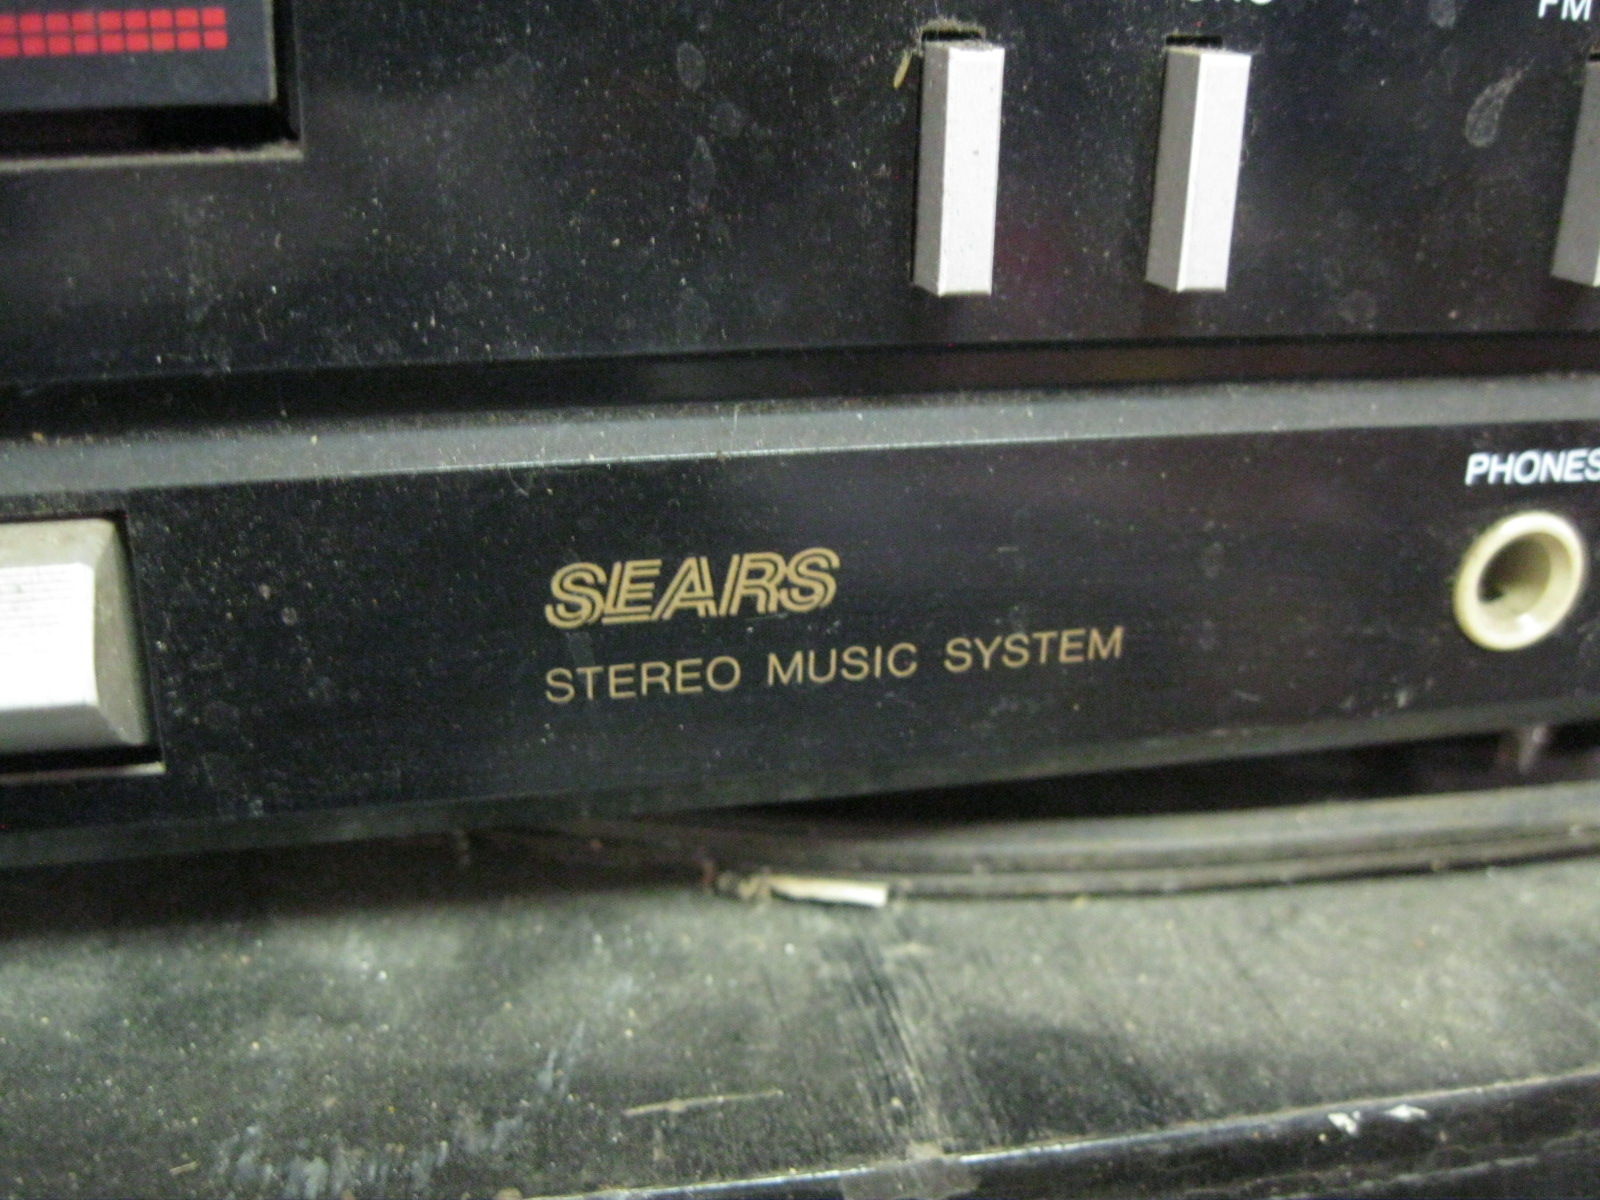 FM
PHONES
SEARS
STEREO MUSIC SYSTEM